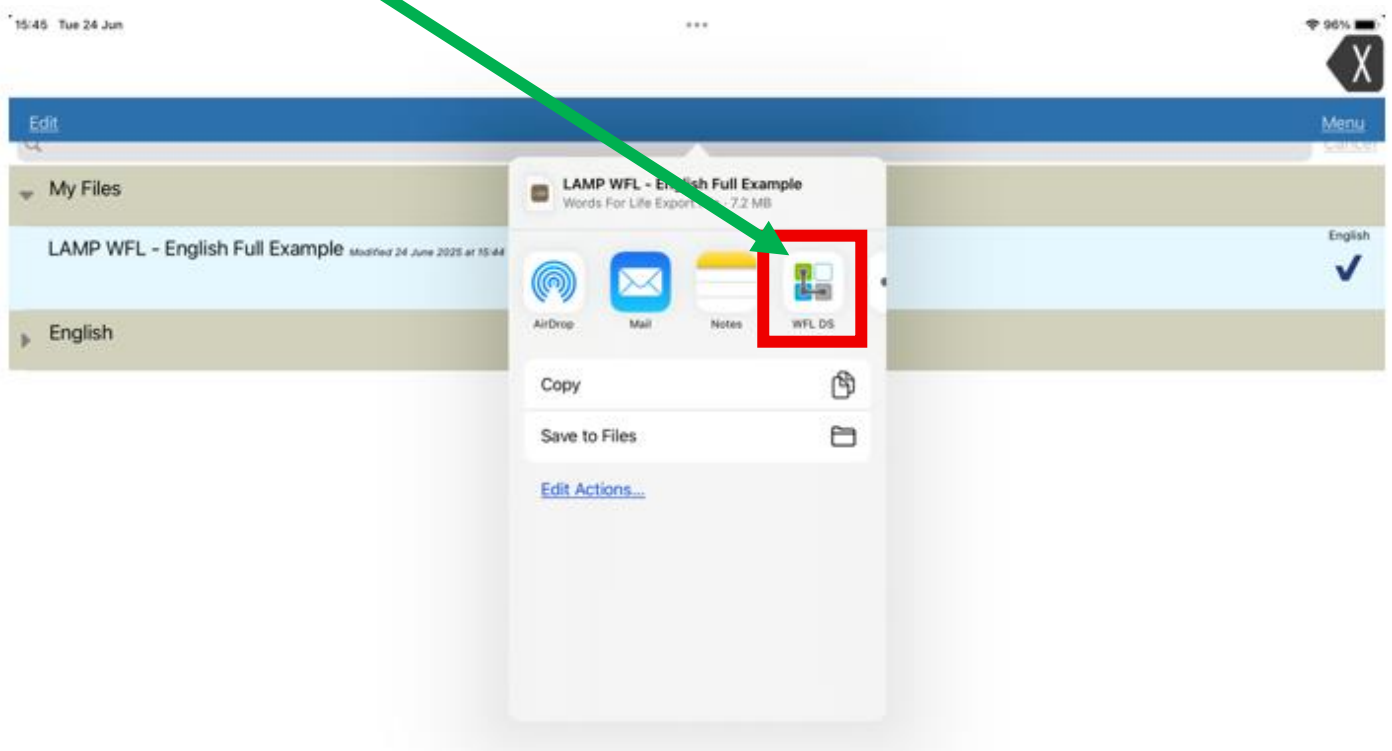 15:45 Tue 24 Jun
96%
X
Edit
Menu
Cancel
My Files
LAMP WFL - English Full Example
Words For Life Export · 7.2 MB
LAMP WFL - English Full Example Modified 24 June 2025 at 15:44
English
AirDrop
Mail
Notes
WFL DS
English
Copy
Save to Files
Edit Actions...